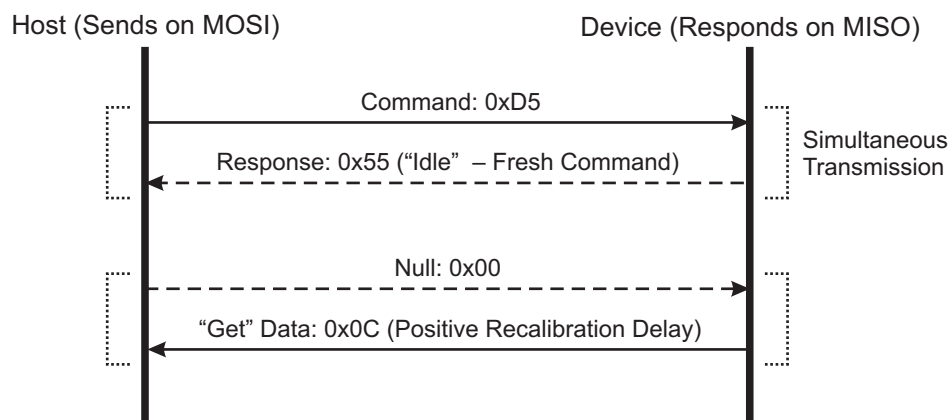 Host (Sends on MOSI)
Device (Responds on MISO)
Command: 0xD5
Response: 0x55 (“Idle” – Fresh Command)
Simultaneous
Transmission
Null: 0x00
“Get” Data: 0x0C (Positive Recalibration Delay)